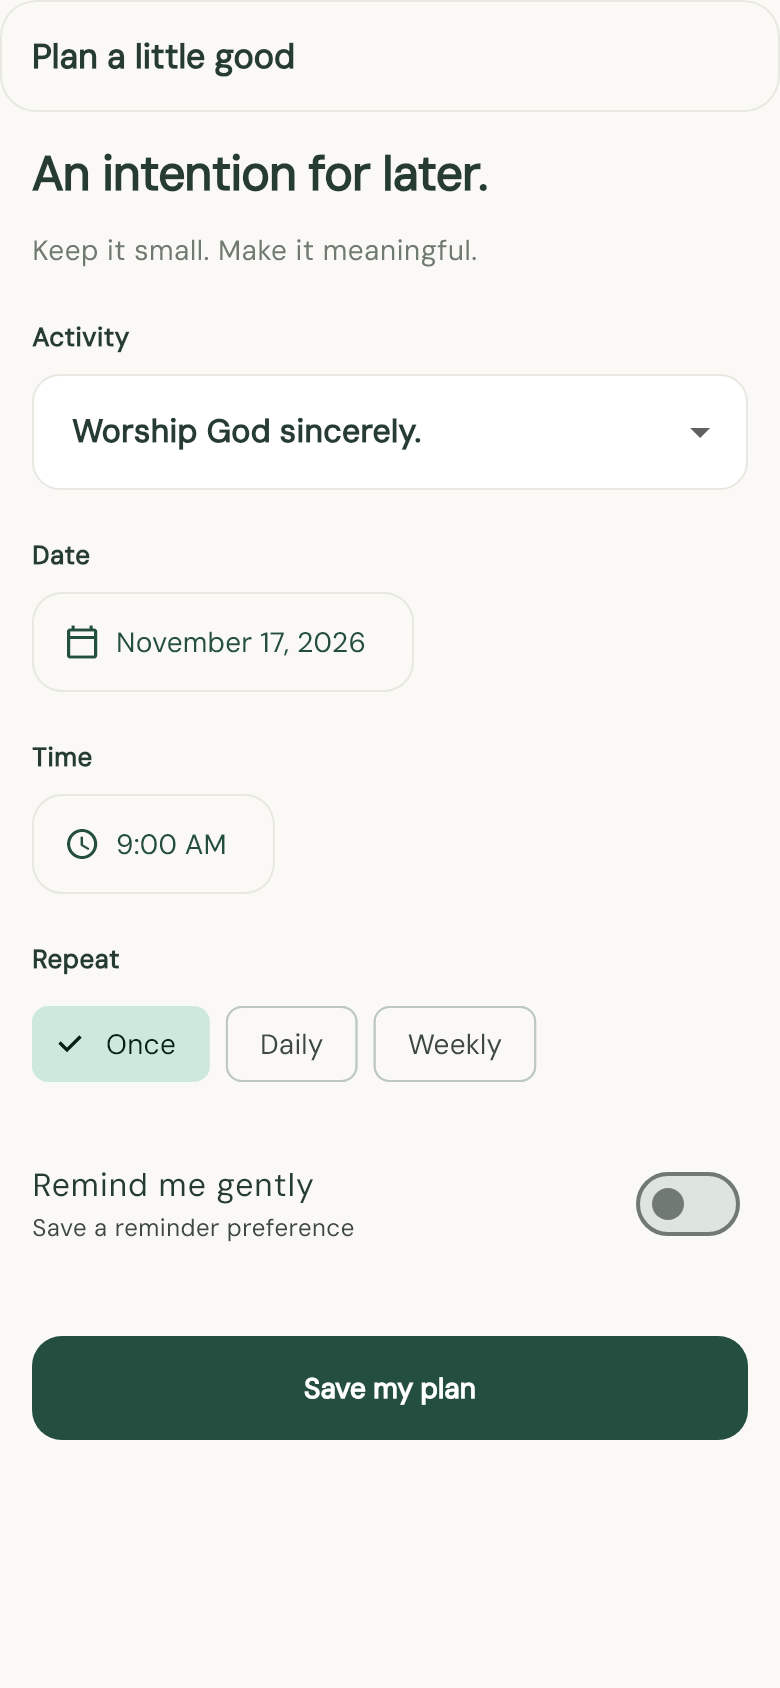 Plan a little good
An intention for later.
Keep it small. Make it meaningful.
Activity
Worship God sincerely.
Date
November 17, 2026
Time
9:00 AM
Repeat
Once
Daily
Weekly
Remind me gently
Save a reminder preference
Save my plan